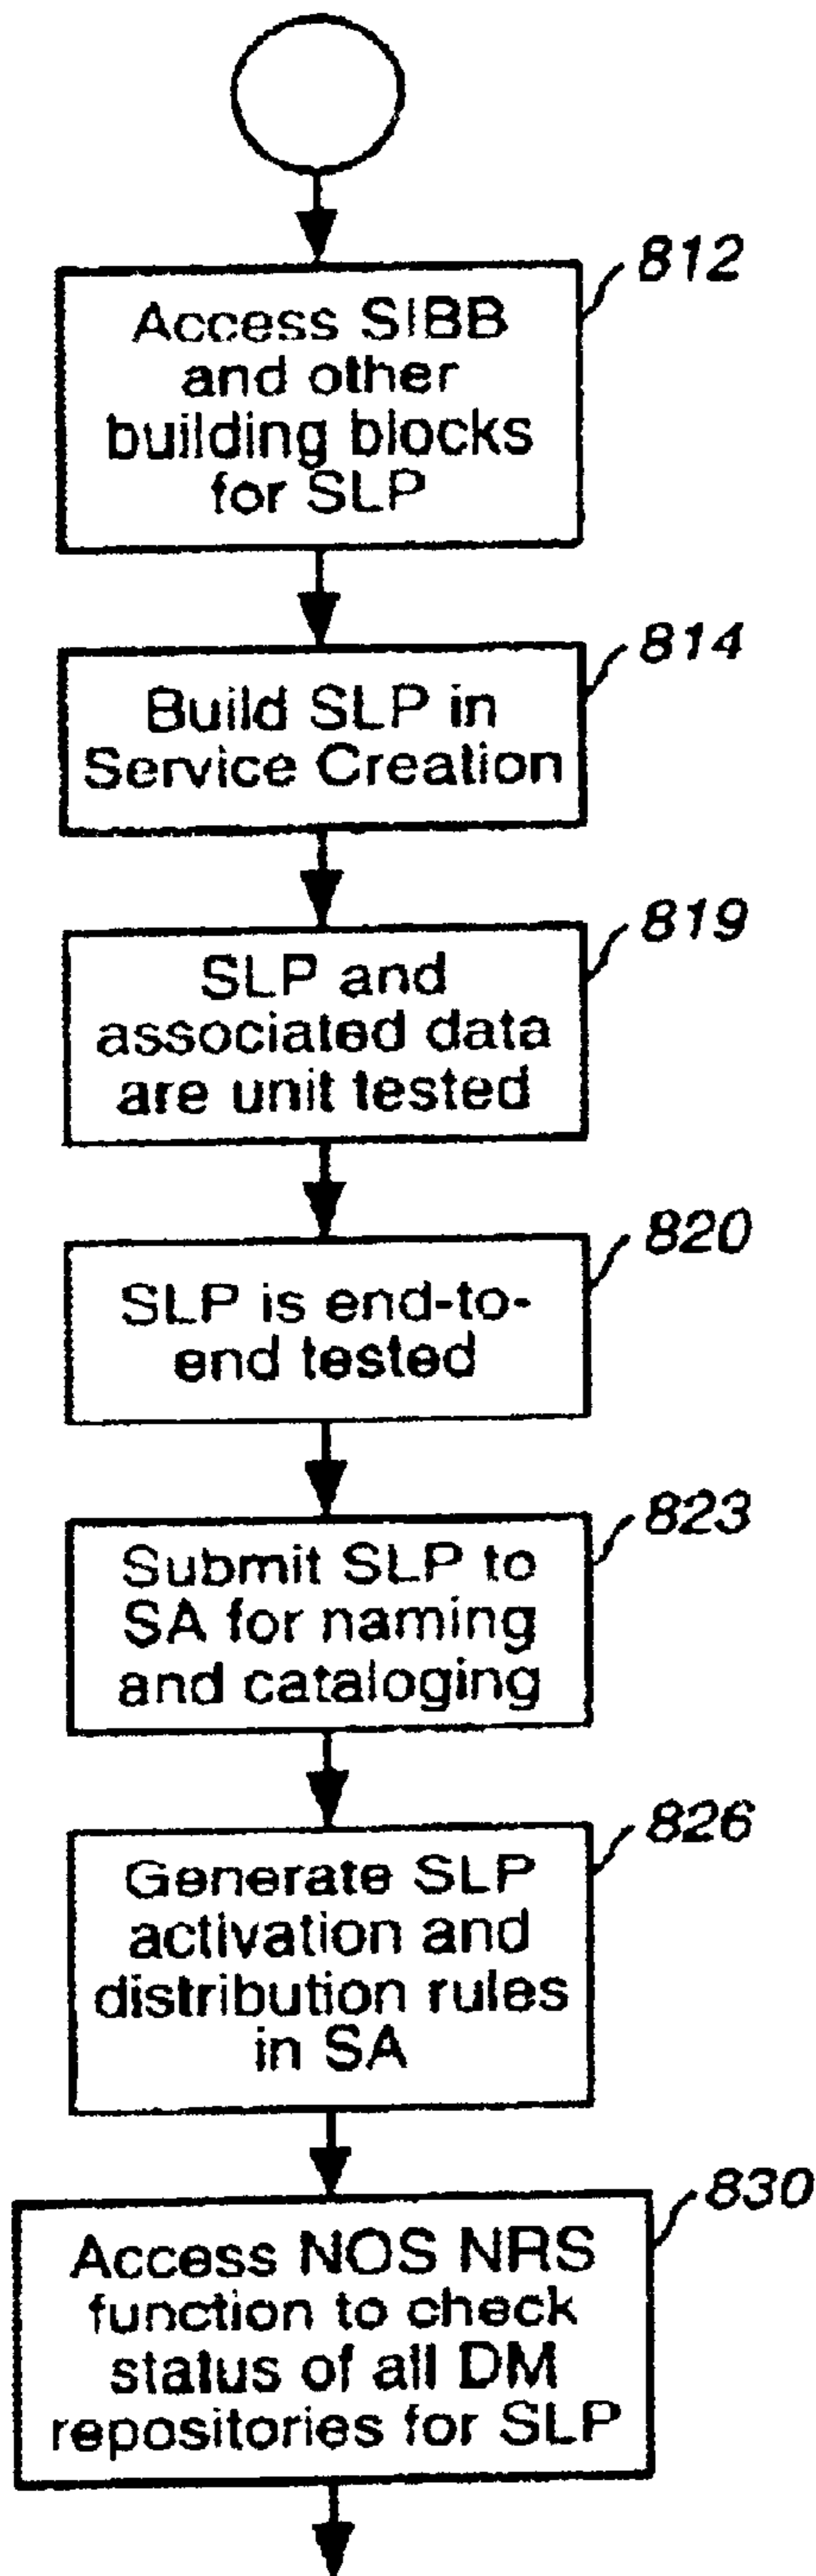 812
Access SIBB
and other
building blocks
for SLP
814
Build SLP in
Service Creation
819
SLP and
associated data
are unit tested
820
SLP is end-to-
end tested
823
Submit SLP to
SA for naming
and cataloging
826
Generate SLP
activation and
distribution rules
in SA
830
Access NOS NRS
function to check
status of all DM
repositories for SLP